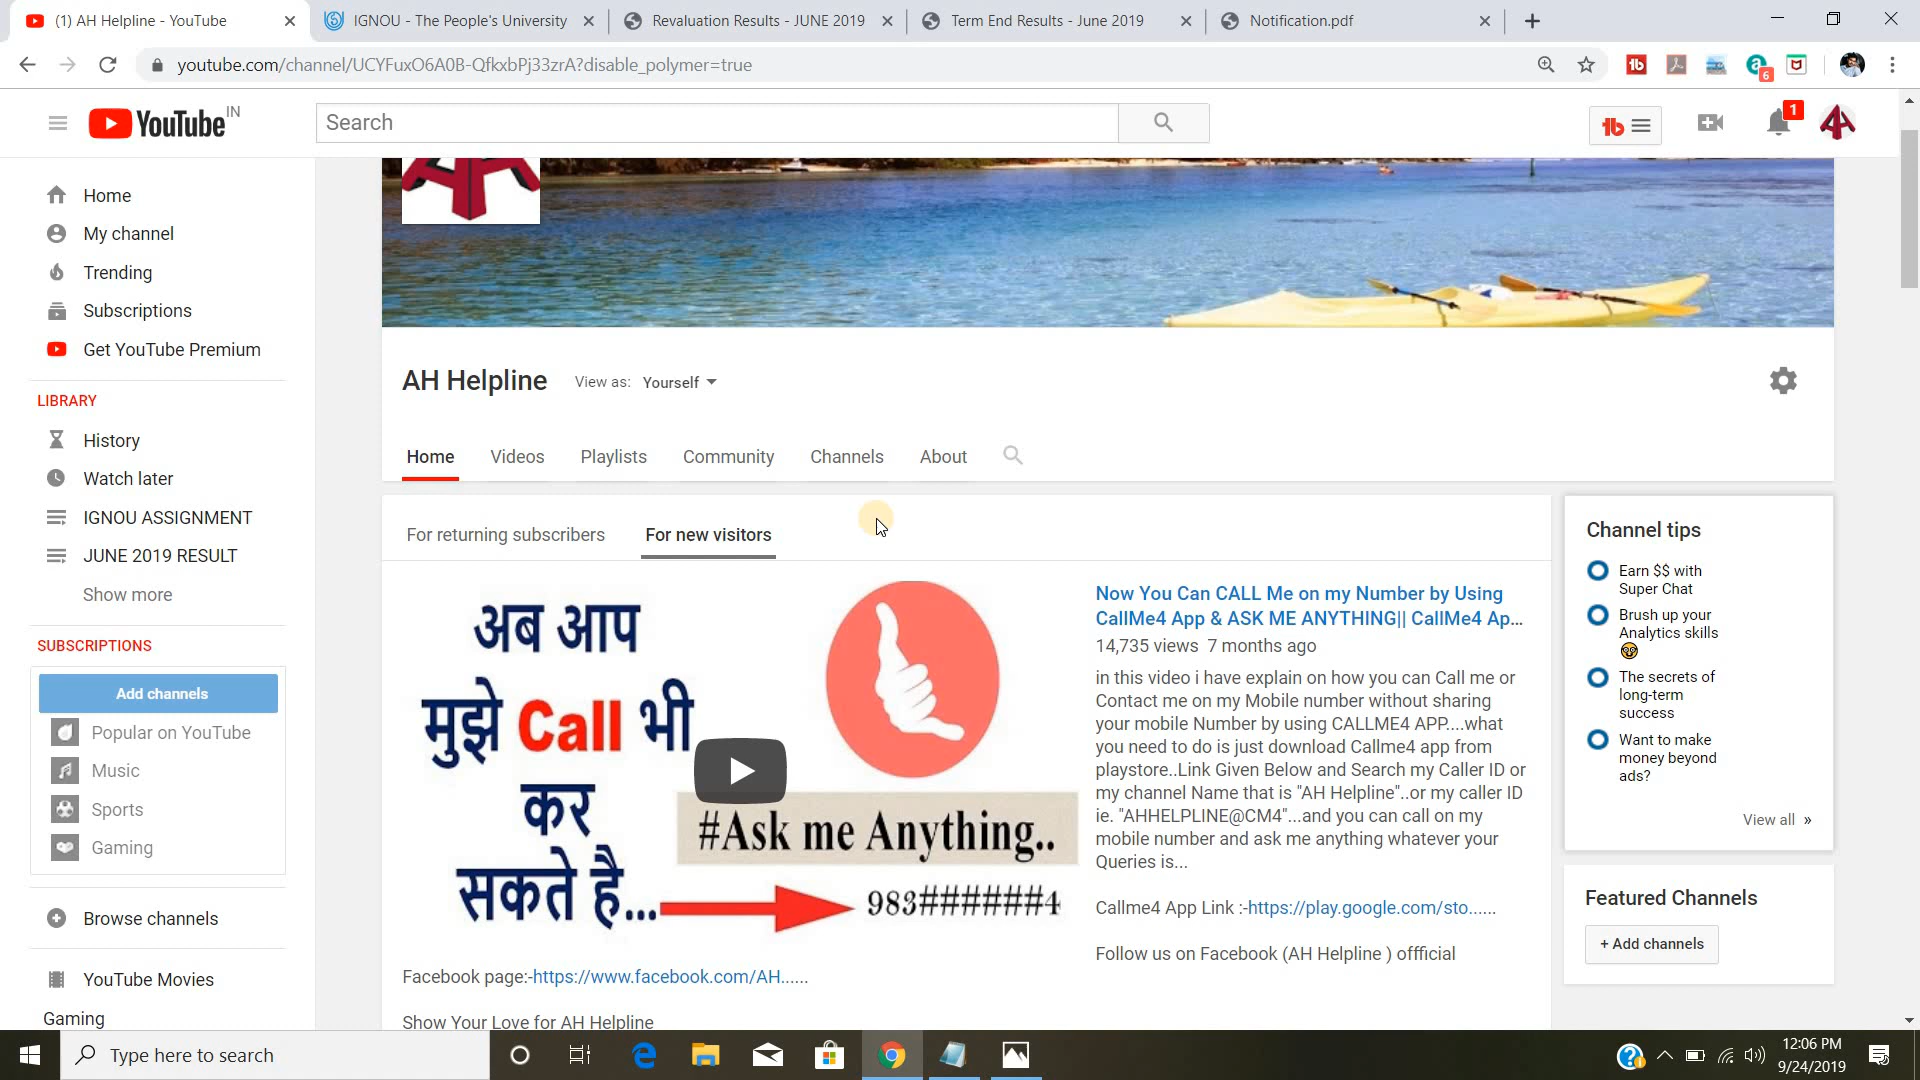 (1) AH Helpline - YouTube
IGNOU - The People's University
Revaluation Results - JUNE 2019
Term End Results - June 2019
Notification.pdf
youtube.com/channel/UCYFuxO6A0B-QfkxbPj33zrA?disable_polymer=true
6
YouTube IN
Search
1
Home
My channel
Trending
Subscriptions
Get YouTube Premium
LIBRARY
History
Watch later
IGNOU ASSIGNMENT
JUNE 2019 RESULT
Show more
SUBSCRIPTIONS
Add channels
Popular on YouTube
Music
Sports
Gaming
Browse channels
YouTube Movies
Gaming
AH Helpline
View as: Yourself
Home
Videos
Playlists
Community
Channels
About
For returning subscribers
For new visitors
अब आप
मुझे Call भी
कर
सकते है...
#Ask me Anything..
983######4
Now You Can CALL Me on my Number by Using
CallMe4 App & ASK ME ANYTHING|| CallMe4 Ap...
14,735 views 7 months ago
in this video i have explain on how you can Call me or
Contact me on my Mobile number without sharing
your mobile Number by using CALLME4 APP....what
you need to do is just download Callme4 app from
playstore..Link Given Below and Search my Caller ID or
my channel Name that is "AH Helpline"..or my caller ID
ie. "AHHELPLINE@CM4"...and you can call on my
mobile number and ask me anything whatever your
Queries is...
Callme4 App Link :-https://play.google.com/sto......
Follow us on Facebook (AH Helpline ) offficial
Facebook page:-https://www.facebook.com/AH......
Show Your Love for AH Helpline
Channel tips
Earn $$ with
Super Chat
Brush up your
Analytics skills
The secrets of
long-term
success
Want to make
money beyond
ads?
View all »
Featured Channels
+ Add channels
Type here to search
12:06 PM
9/24/2019